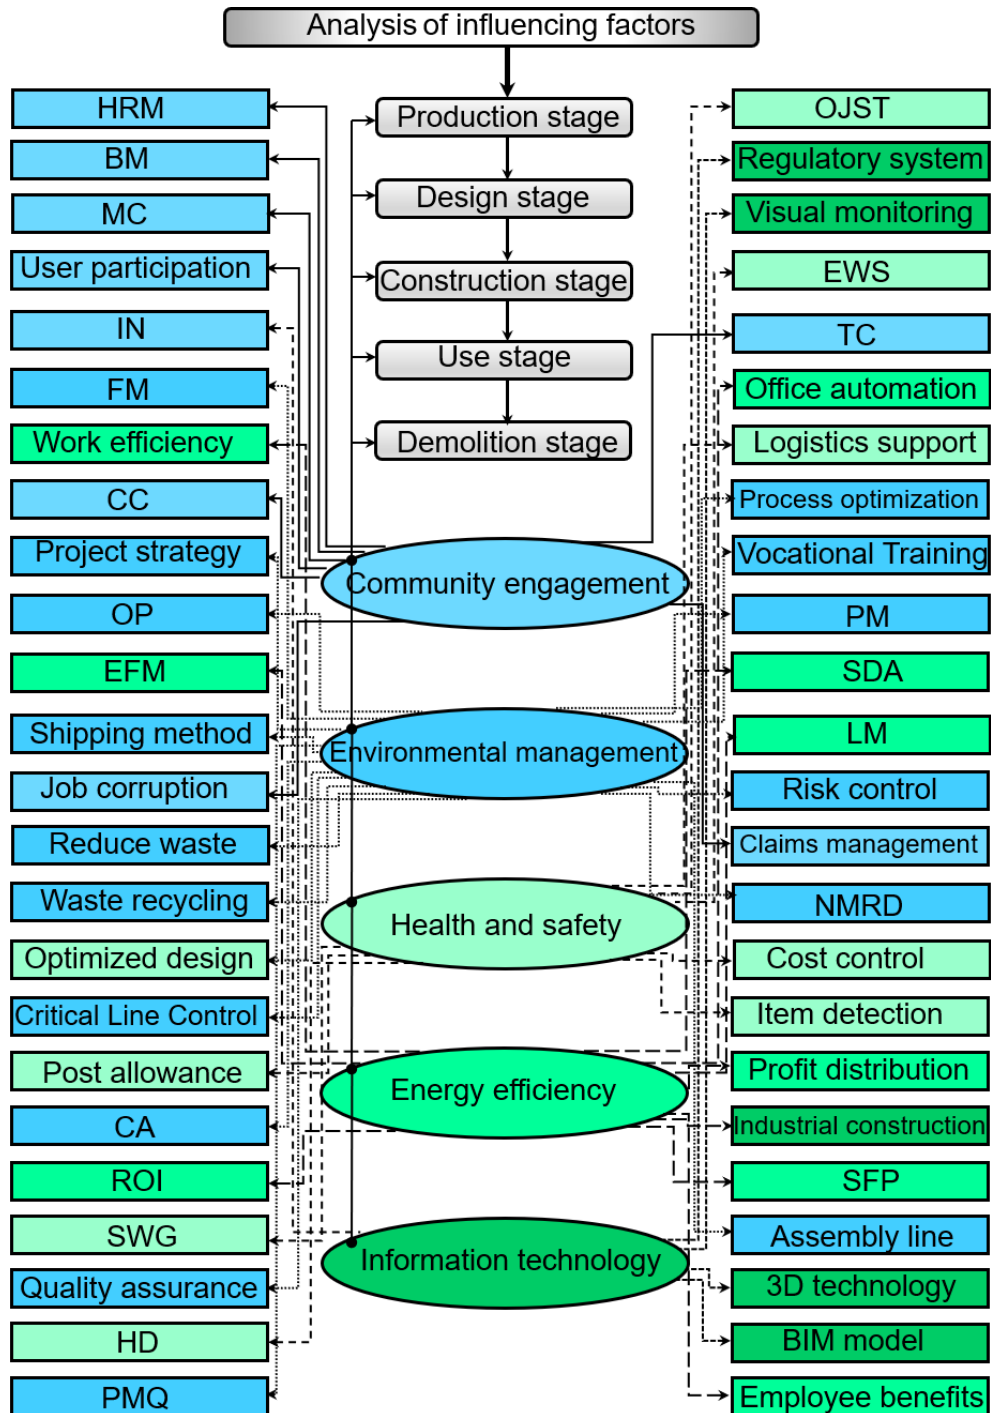 Analysis of influencing factors
Production stage
Design stage
Construction stage
Use stage
Demolition stage
HRM
BM
MC
User participation
IN
FM
Work efficiency
CC
Project strategy
OP
EFM
Shipping method
Job corruption
Reduce waste
Waste recycling
Optimized design
Critical Line Control
Post allowance
CA
ROI
SWG
Quality assurance
HD
PMQ
Community engagement
Environmental management
Health and safety
Energy efficiency
Information technology
OJST
Regulatory system
Visual monitoring
EWS
TC
Office automation
Logistics support
Process optimization
Vocational Training
PM
SDA
LM
Risk control
Claims management
NMRD
Cost control
Item detection
Profit distribution
Industrial construction
SFP
Assembly line
3D technology
BIM model
Employee benefits